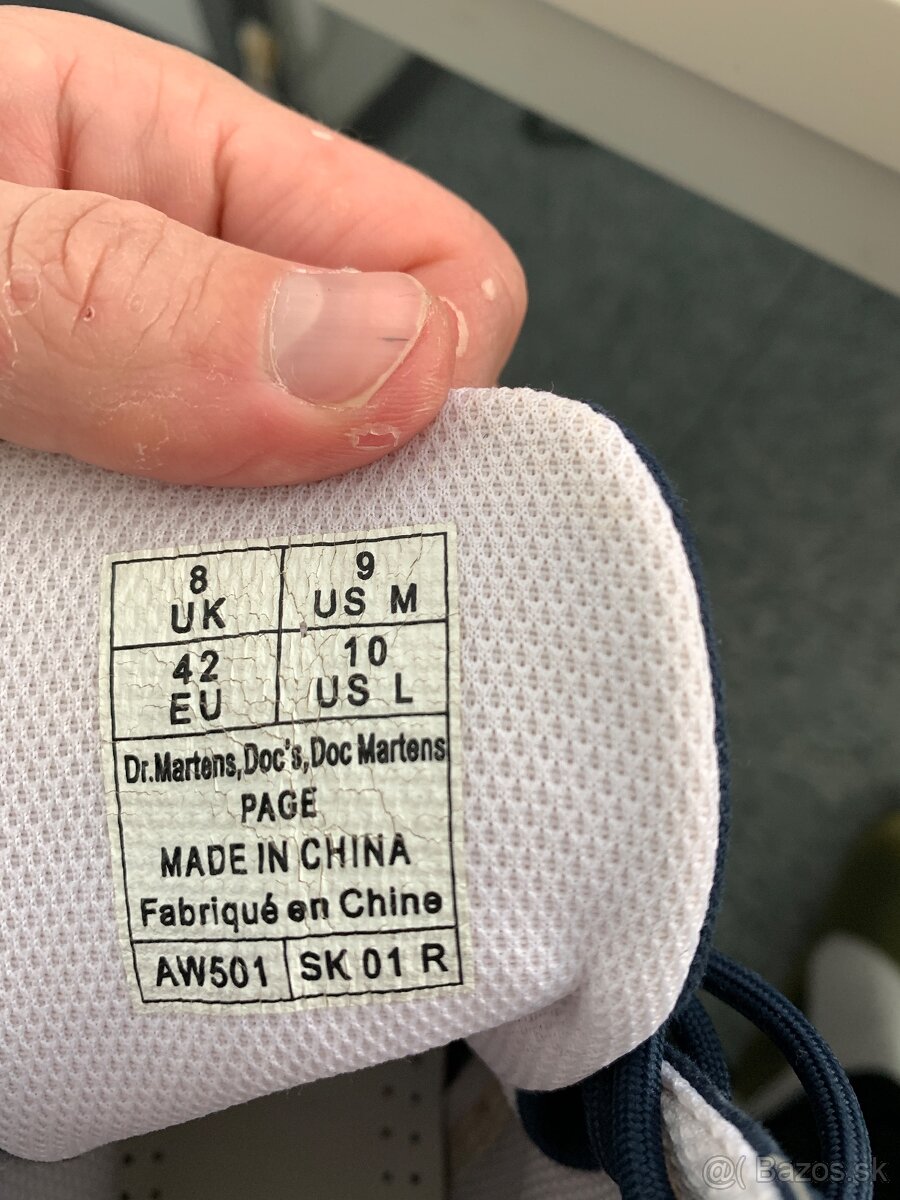 8 9
UK US M
42 10
EU US L
Dr.Martens,Doc's,Doc Martens
PAGE
MADE IN CHINA
Fabriqué en Chine
AW501 SK 01 R
@( Bazos.sk